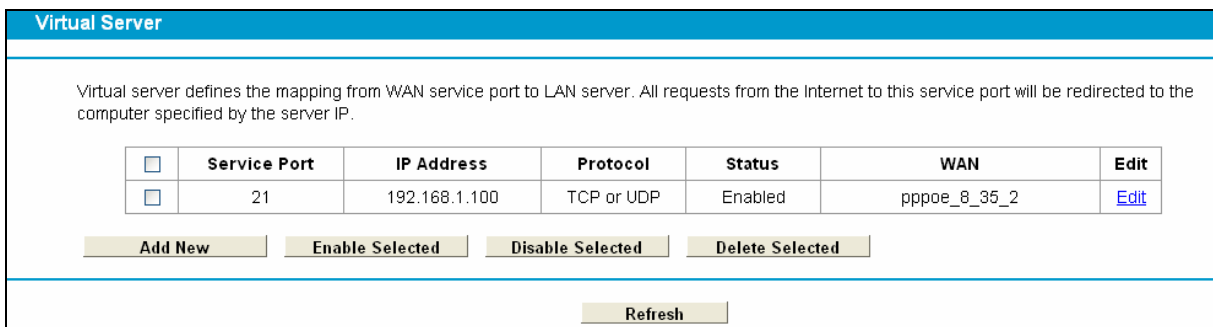 Virtual Server
Virtual server defines the mapping from WAN service port to LAN server. All requests from the Internet to this service port will be redirected to the
computer specified by the server IP.
Service Port IP Address Protocol Status WAN Edit
21 192.168.1.100 TCP or UDP Enabled pppoe_8_35_2 Edit
Add New Enable Selected Disable Selected Delete Selected
Refresh